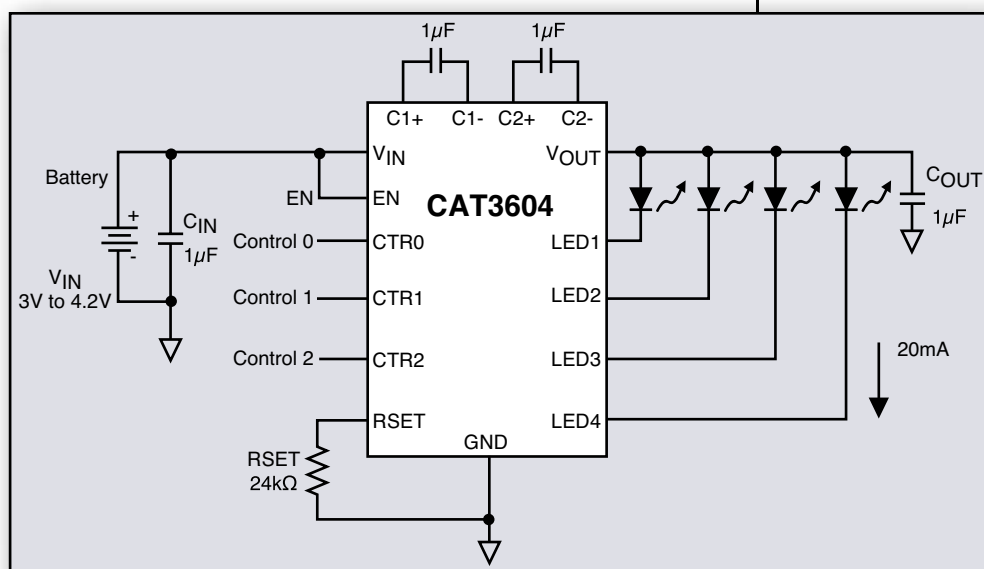 1µF
1µF
C1+
C1-
C2+
C2-
VIN
VOUT
Battery
EN
EN
CAT3604
COUT
1µF
+
-
CIN
1µF
Control 0
CTR0
LED1
VIN
3V to 4.2V
Control 1
CTR1
LED2
Control 2
CTR2
LED3
20mA
RSET
LED4
GND
RSET
24kΩ